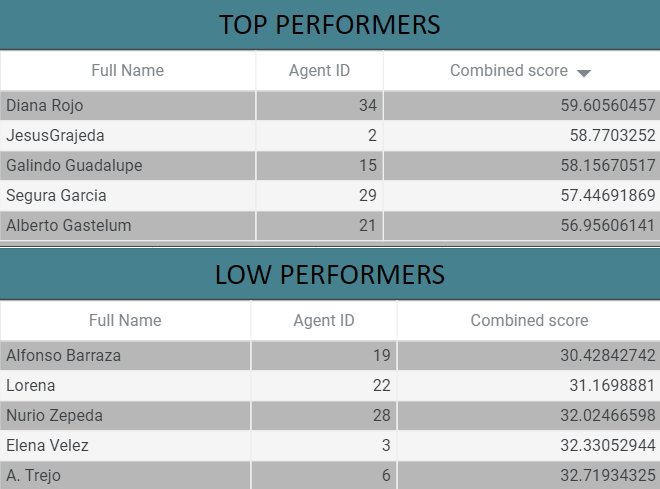 TOP PERFORMERS
Full Name Agent ID Combined score
Diana Rojo 34 59.60560457
JesusGrajeda 2 58.7703252
Galindo Guadalupe 15 58.15670517
Segura Garcia 29 57.44691869
Alberto Gastelum 21 56.95606141
LOW PERFORMERS
Full Name Agent ID Combined score
Alfonso Barraza 19 30.42842742
Lorena 22 31.1698881
Nurio Zepeda 28 32.02466598
Elena Velez 3 32.33052944
A. Trejo 6 32.71934325